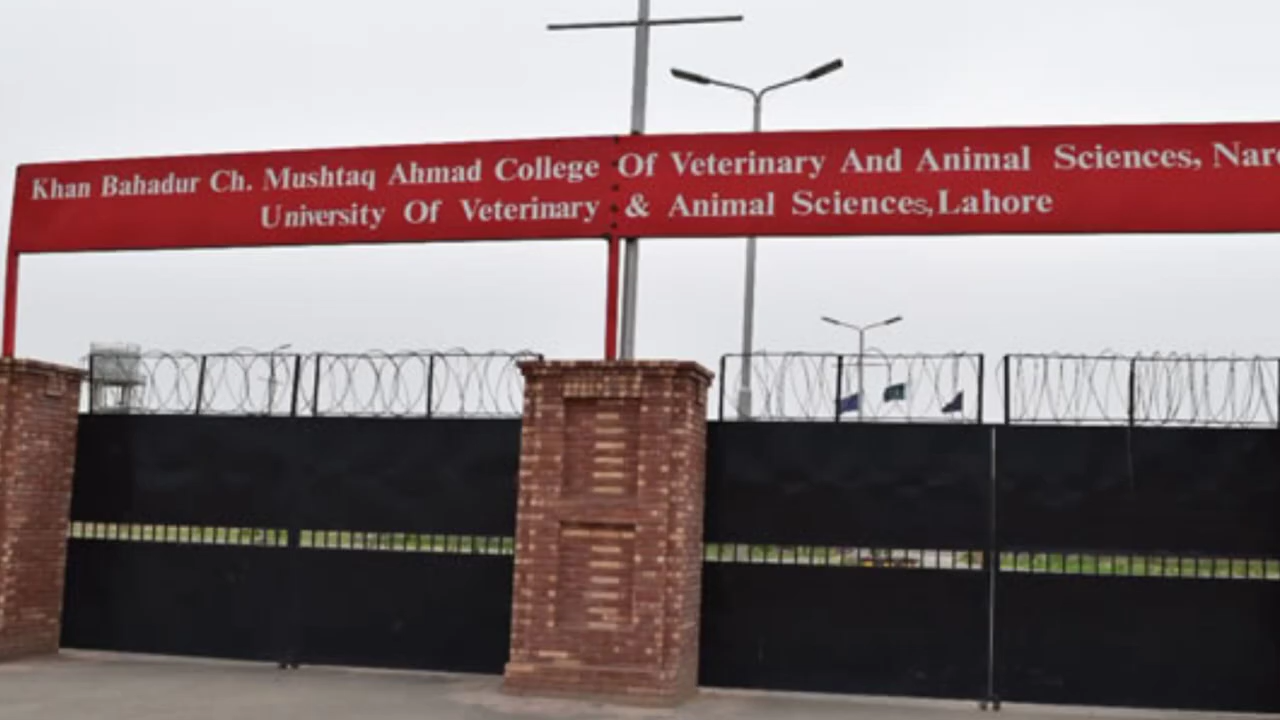 Khan Bahadur Ch. Mushtaq Ahmad College Of Veterinary And Animal Sciences,
University Of Veterinary & Animal Sciences, Lahore